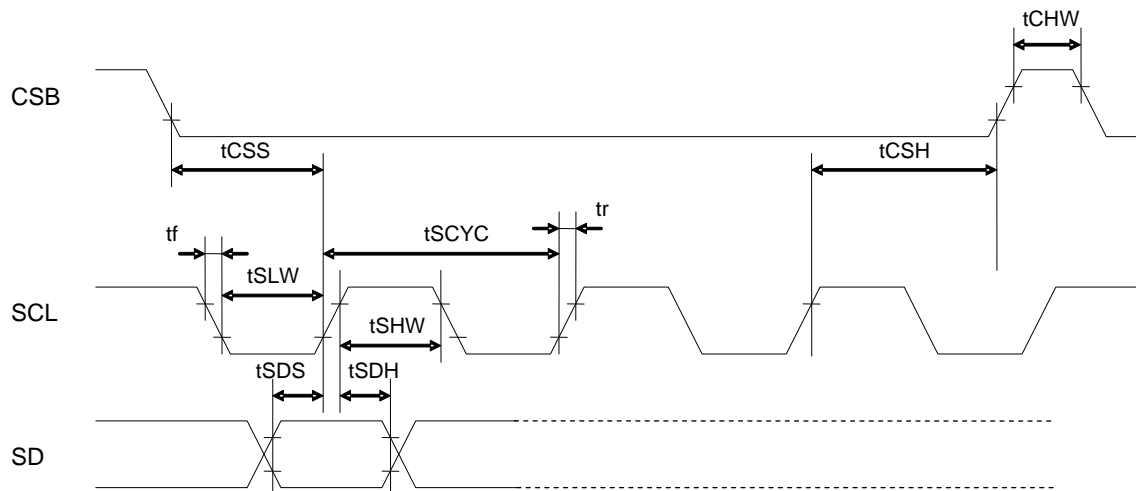 tCHW
CSB
tCSS
tCSH
tr
tf
tSCYC
tSLW
SCL
tSHW
tSDS
tSDH
SD